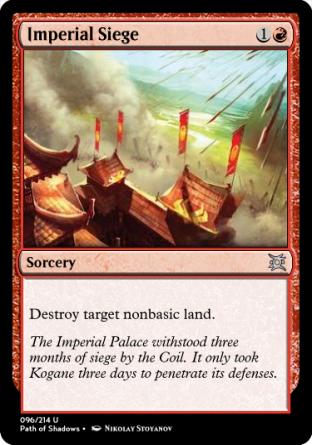 Imperial Siege 1
Sorcery
Destroy target nonbasic land.
The Imperial Palace withstood three
months of siege by the Coil. It only took
Kogane three days to penetrate its defenses.
096/214 U
Path of Shadows • Nikolay Stoyanov